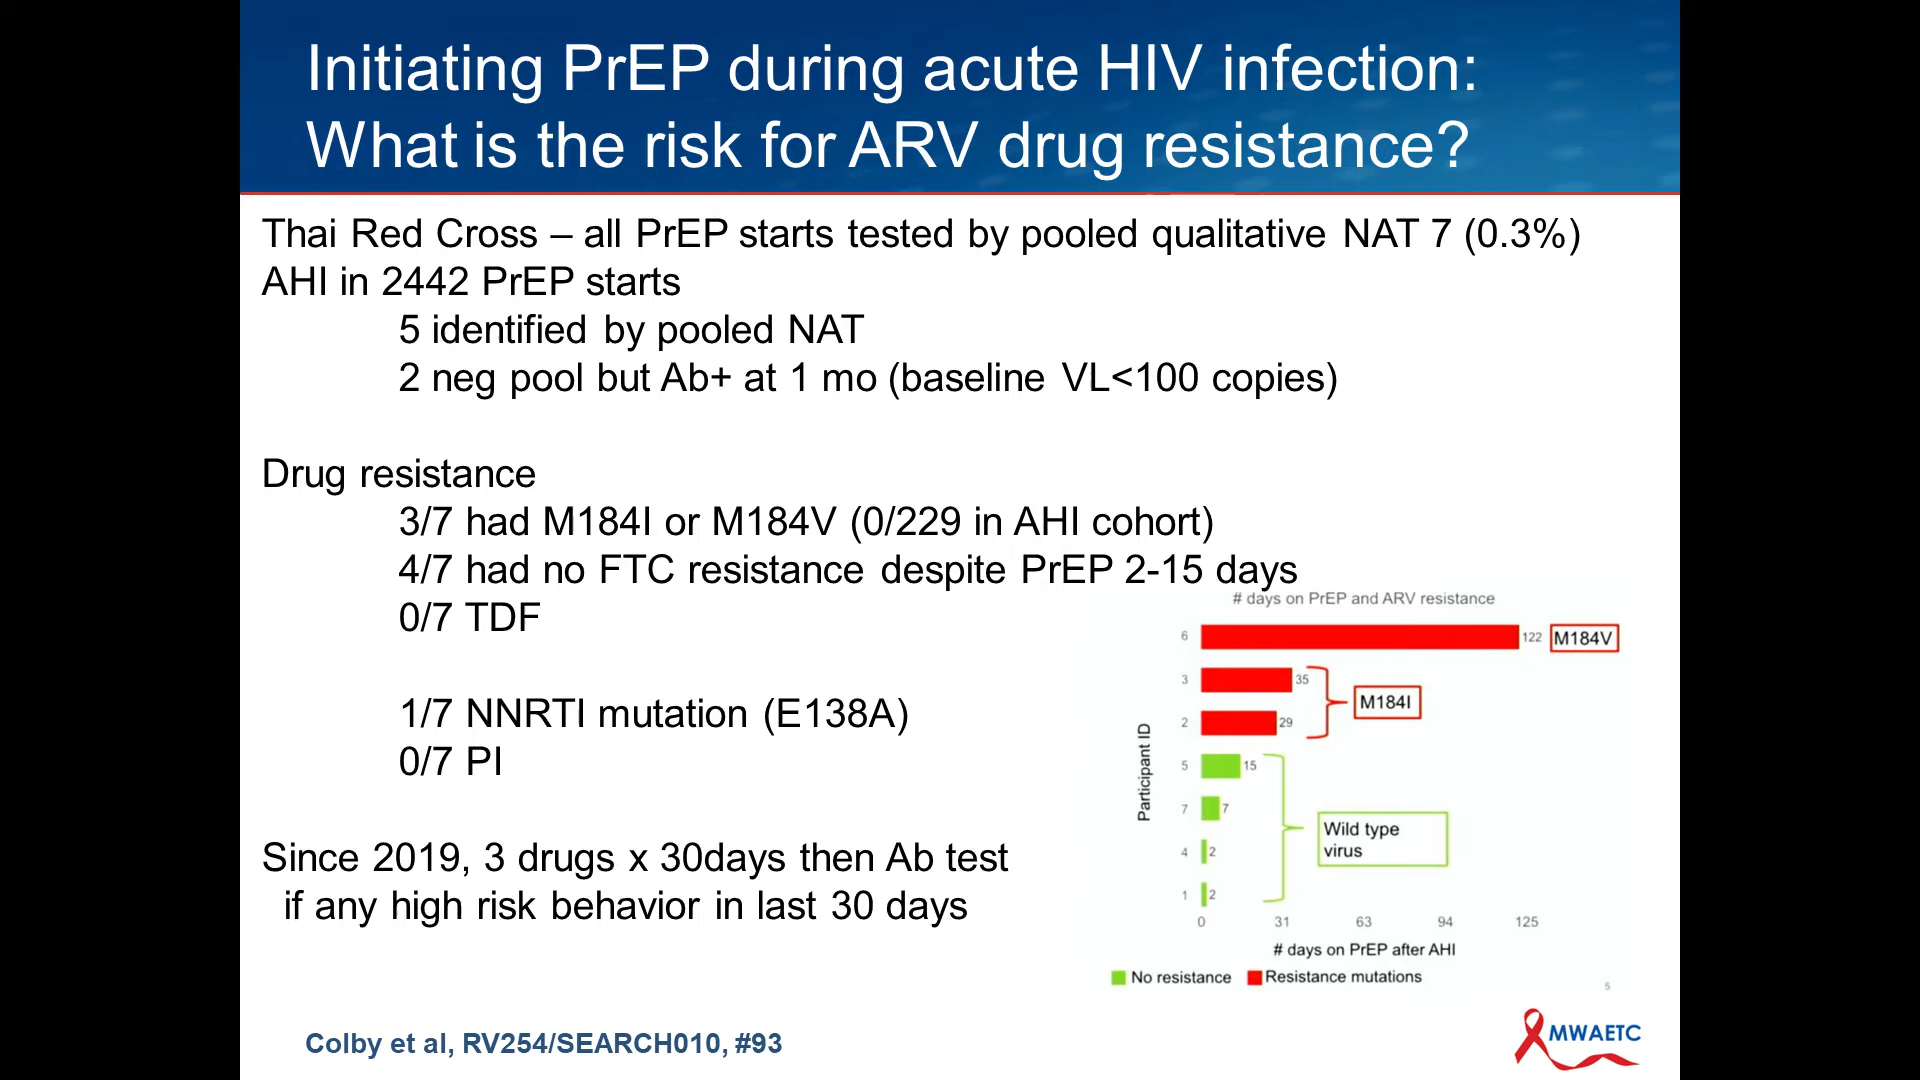 Initiating PrEP during acute HIV infection:
What is the risk for ARV drug resistance?
Thai Red Cross – all PrEP starts tested by pooled qualitative NAT 7 (0.3%)
AHI in 2442 PrEP starts
5 identified by pooled NAT
2 neg pool but Ab+ at 1 mo (baseline VL<100 copies)
Drug resistance
3/7 had M184I or M184V (0/229 in AHI cohort)
4/7 had no FTC resistance despite PrEP 2-15 days
0/7 TDF
1/7 NNRTI mutation (E138A)
0/7 PI
Since 2019, 3 drugs x 30days then Ab test
if any high risk behavior in last 30 days
# days on PrEP and ARV resistance
Participant ID
6 122 M184V
3 35
M184I
2 29
5 15
7 7
Wild type
virus
4 2
1 2
0 31 63 94 125
# days on PrEP after AHI
No resistance Resistance mutations
5
Colby et al, RV254/SEARCH010, #93
MWAETC